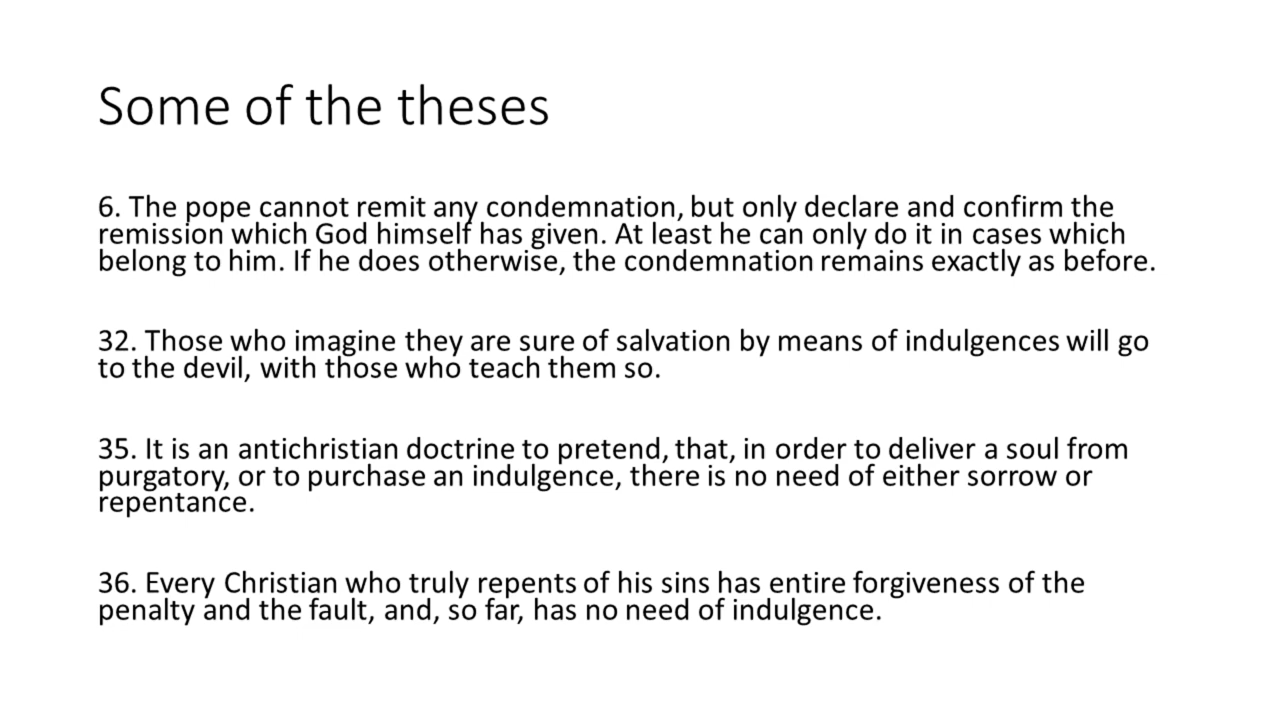 Some of the theses
6. The pope cannot remit any condemnation, but only declare and confirm the
remission which God himself has given. At least he can only do it in cases which
belong to him. If he does otherwise, the condemnation remains exactly as before.
32. Those who imagine they are sure of salvation by means of indulgences will go
to the devil, with those who teach them so.
35. It is an antichristian doctrine to pretend, that, in order to deliver a soul from
purgatory, or to purchase an indulgence, there is no need of either sorrow or
repentance.
36. Every Christian who truly repents of his sins has entire forgiveness of the
penalty and the fault, and, so far, has no need of indulgence.